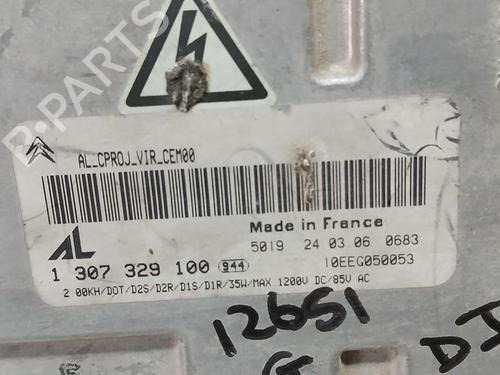 B-PARTS
AL_CPROJ_VIR_CEM00
Made in France
AL
5019 24 03 06 0683
1 307 329 100 944 10EEG050053
2 00KH/DOT/D2S/D2R/D1S/D1R/35W/MAX 1200V DC/85V AC
12651
G
DI